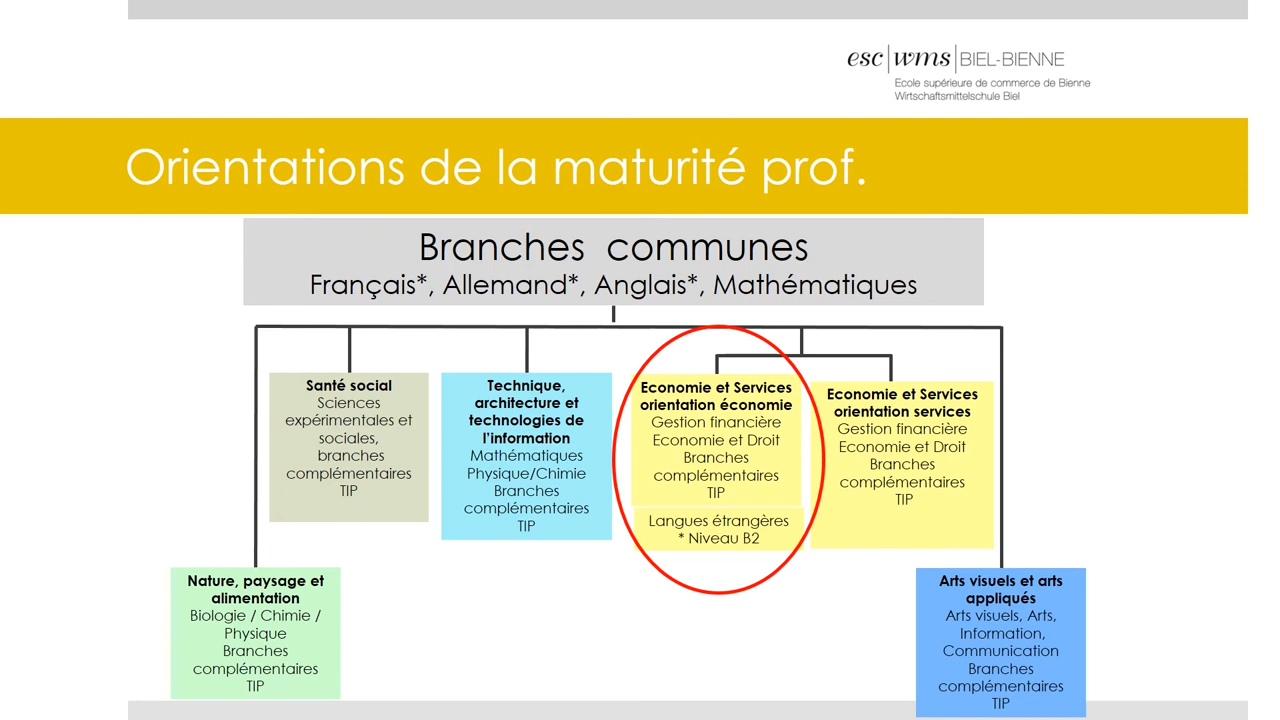 esc|wms|BIEL-BIENNE
Ecole supérieure de commerce de Bienne
Wirtschaftsmittelschule Biel
Orientations de la maturité prof.
Branches communes
Français*, Allemand*, Anglais*, Mathématiques
Santé social
Sciences
expérimentales et
sociales,
branches
complémentaires
TIP
Technique,
architecture et
technologies de
l'information
Mathématiques
Physique/Chimie
Branches
complémentaires
TIP
Economie et Services
orientation économie
Gestion financière
Economie et Droit
Branches
complémentaires
TIP
Langues étrangères
* Niveau B2
Economie et Services
orientation services
Gestion financière
Economie et Droit
Branches
complémentaires
TIP
Nature, paysage et
alimentation
Biologie / Chimie /
Physique
Branches
complémentaires
TIP
Arts visuels et arts
appliqués
Arts visuels, Arts,
Information,
Communication
Branches
complémentaires
TIP